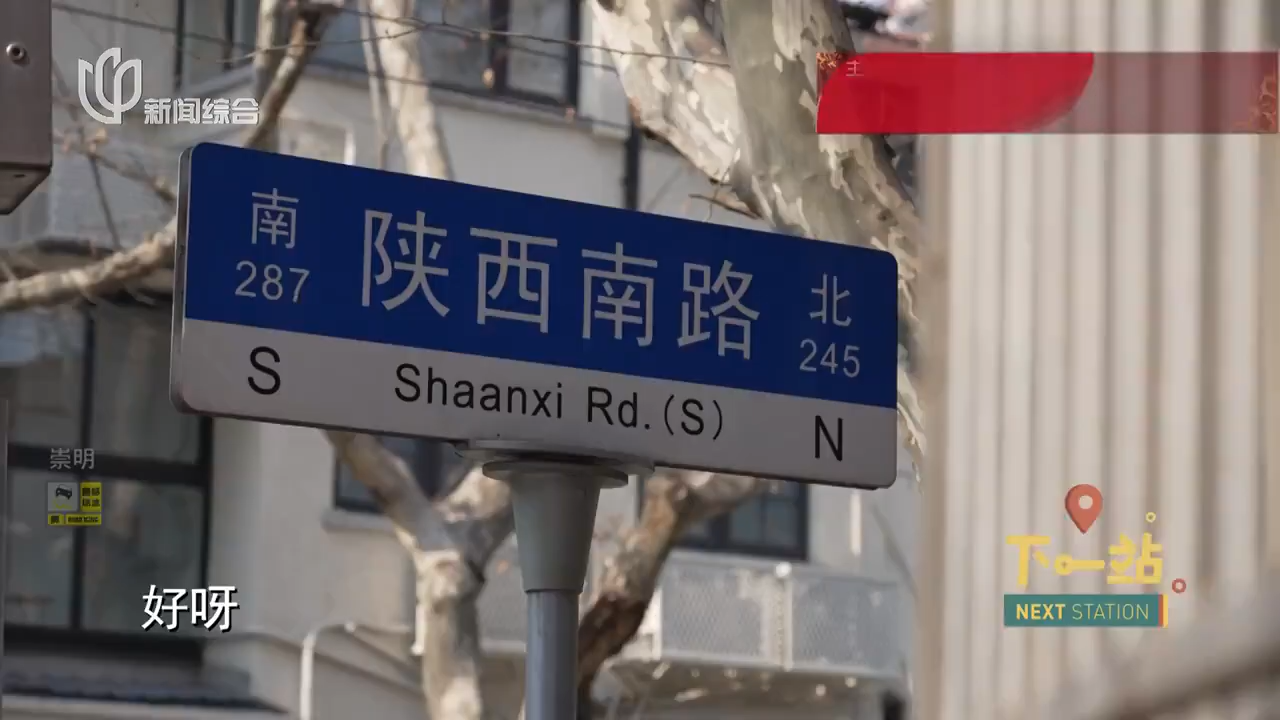 新闻综合
主
南 陕西南路 北
287 245
S Shaanxi Rd.(S) N
崇明
好呀
下一站
NEXT STATION